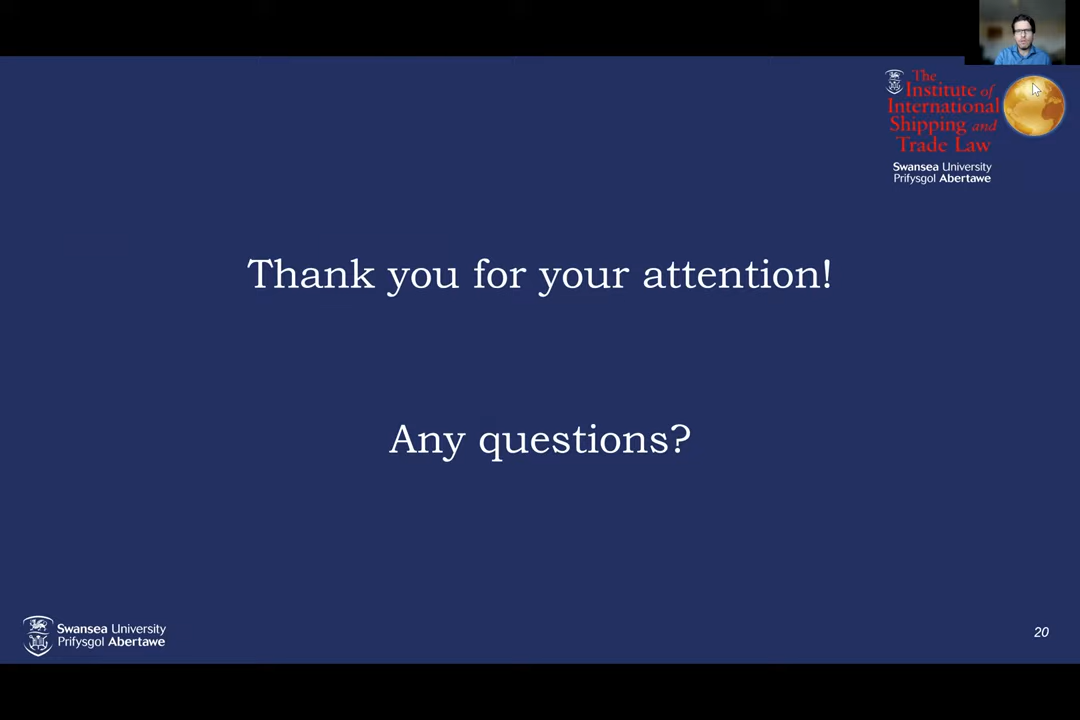 The
Institute of
International
Shipping and
Trade Law
Swansea University
Prifysgol Abertawe
Thank you for your attention!
Any questions?
Swansea University
Prifysgol Abertawe
20